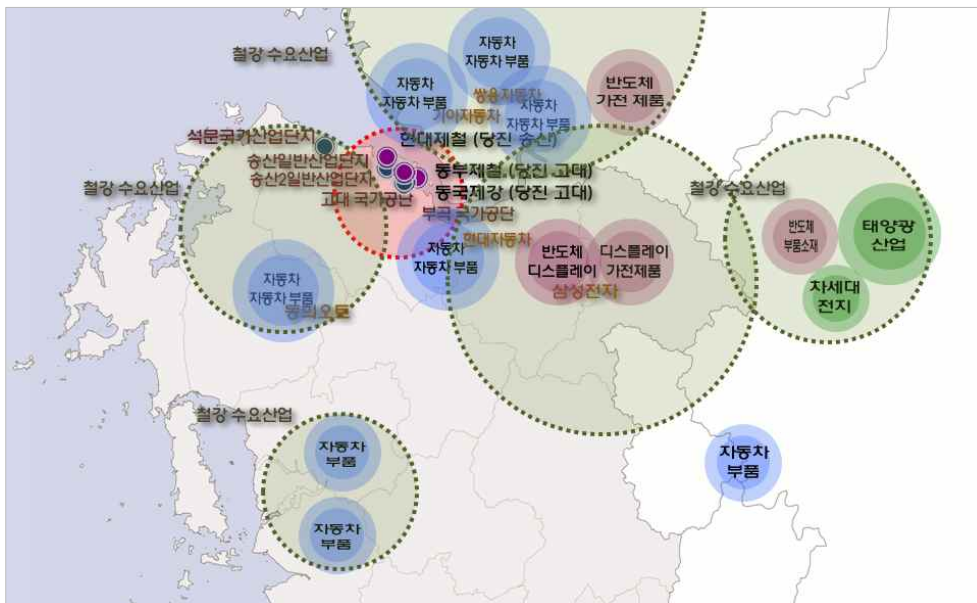 철강 수요산업
자동차
자동차 부품
자동차
자동차 부품
쌍용자동차
기아자동차
자동차
자동차 부품
반도체
가전 제품
석문국가산업단지
현대제철 (당진 송산)
송산일반산업단지
송산2일반산업단지
동부제철 (당진 고대)
동국제강 (당진 고대)
고대 국가공단
부곡 국가공단
철강 수요산업
철강 수요산업
현대자동차
자동차
자동차 부품
반도체
디스플레이
디스플레이
가전제품
삼성전자
반도체
부품소재
태양광
산업
차세대
전지
자동차
자동차 부품
동희오토
철강 수요산업
자동차
부품
자동차
부품
자동차
부품